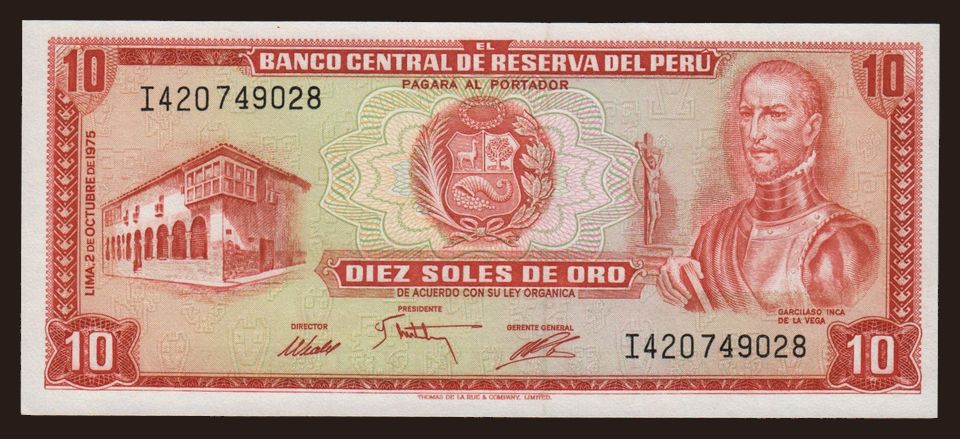 10
EL
BANCO CENTRAL DE RESERVA DEL PERÚ
10
PAGARÁ AL PORTADOR
I420749028
LIMA, 2 DE OCTUBRE DE 1975
DIEZ SOLES DE ORO
DE ACUERDO CON SU LEY ORGANICA
GARCILASO INCA
DE LA VEGA
PRESIDENTE
DIRECTOR
GERENTE GENERAL
I420749028
10
10
THOMAS DE LA RUE & COMPANY, LIMITED.